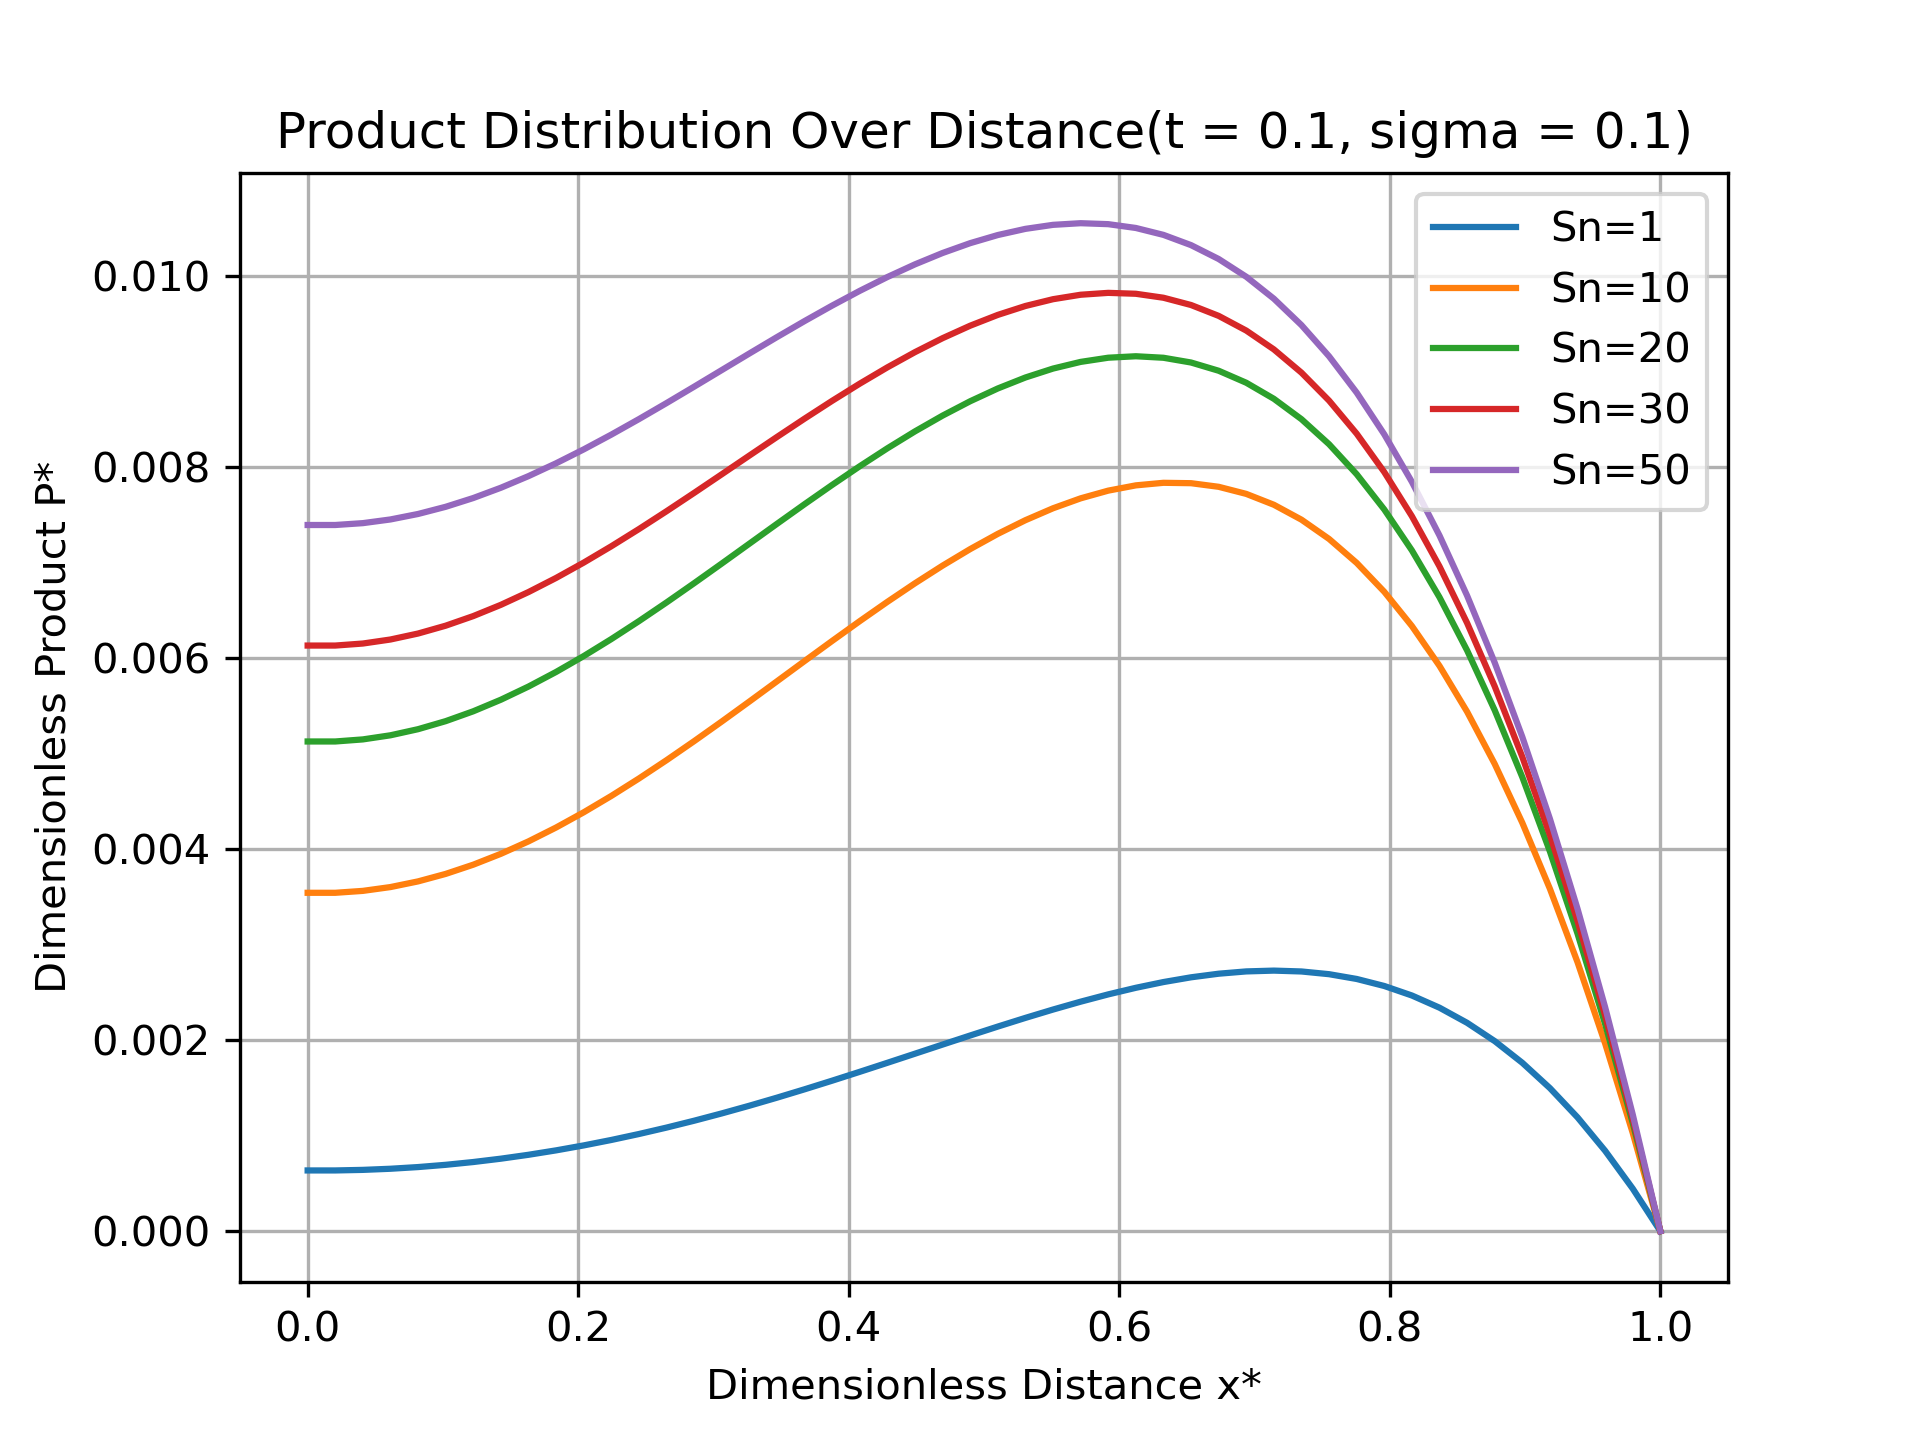 Product Distribution Over Distance(t = 0.1, sigma = 0.1)
Sn=1
Sn=10
Sn=20
Sn=30
Sn=50
Dimensionless Product P*
0.010
0.008
0.006
0.004
0.002
0.000
0.0 0.2 0.4 0.6 0.8 1.0
Dimensionless Distance x*